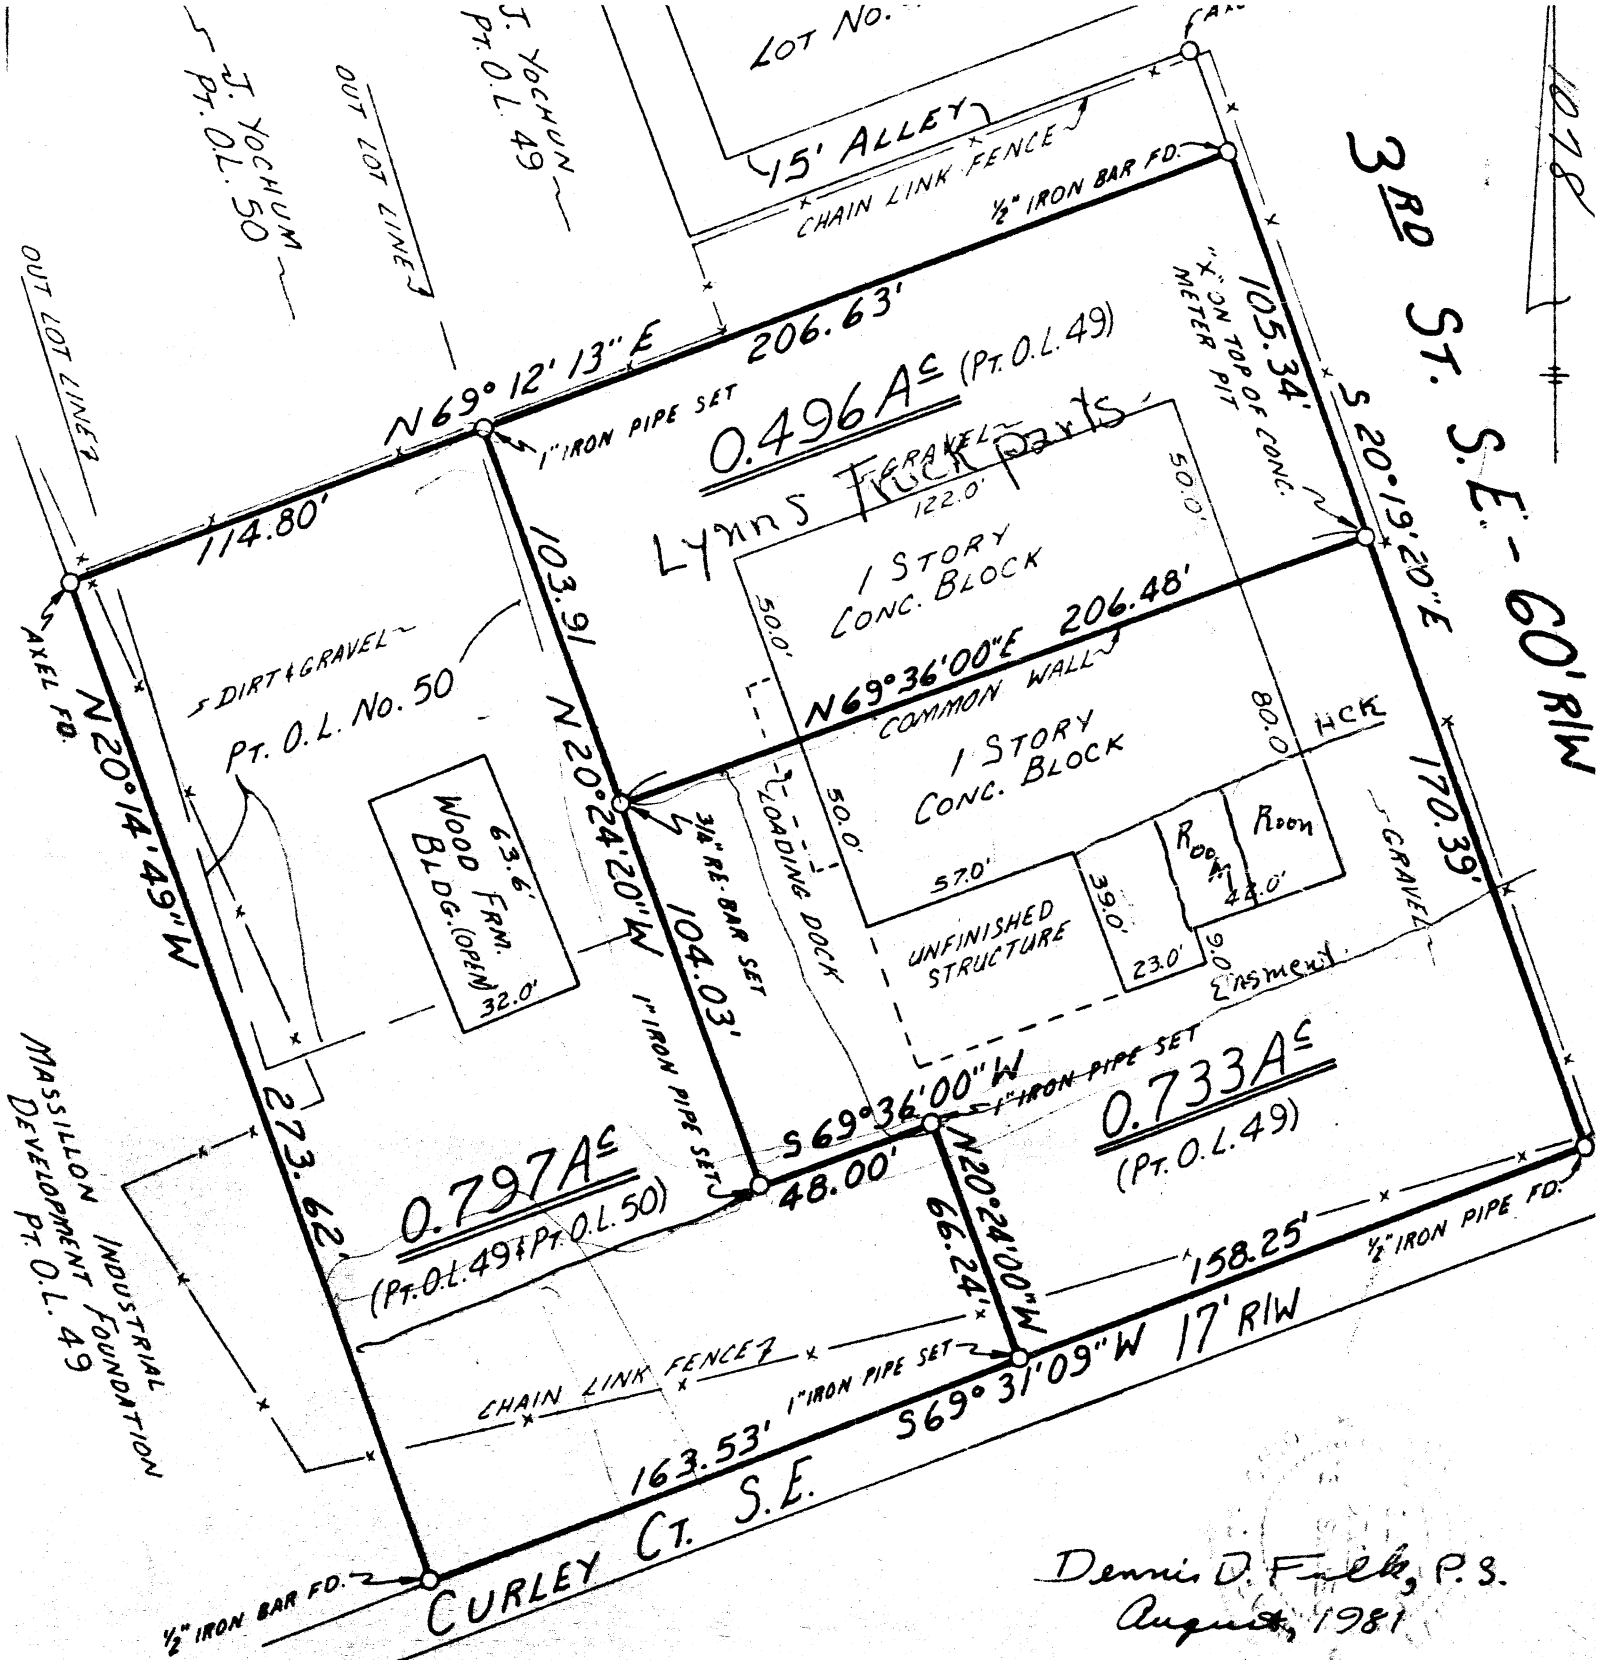 J. YOCHUM
PT. O.L. 50
OUT LOT LINE
J. YOCHUN
PT. O.L. 49
LOT NO.
1078
15' ALLEY
CHAIN LINK FENCE
1/2" IRON BAR FD.
3RD ST. S.E. - 60' R/W
OUT LOT LINE
N 69° 12' 13" E
206.63'
0.496 Ac (PT. O.L. 49)
"X" ON TOP OF CONC.
METER PIT
105.34'
S 20° 19' 20" E
1" IRON PIPE SET
GRAVEL
Lynns Truck Parts
122.0'
50.0'
114.80'
103.91
1 STORY
CONC. BLOCK
50.0'
206.48'
N 69° 36' 00" E
COMMON WALL
AXEL FD.
DIRT & GRAVEL
PT. O.L. No. 50
N 20° 14' 49" W
N 20° 24' 20" W
1 STORY
CONC. BLOCK
80.0'
HCK
170.39'
63.6'
WOOD FRM.
BLDG. (OPEN)
32.0'
3/4" RE-BAR SET
LOADING DOCK
50.0'
57.0'
39.0'
Room
Roon
42.0'
GRAVEL
UNFINISHED
STRUCTURE
23.0'
9.0
Easment.
104.03'
1" IRON PIPE SET
S 69° 36' 00" W
48.00'
1" IRON PIPE SET
0.733 Ac
(PT. O.L. 49)
273.62'
0.797 Ac
(PT. O.L. 49 & PT. O.L. 50)
N 20° 24' 00" W
66.24'
MASSILLON INDUSTRIAL
DEVELOPMENT FOUNDATION
PT. O.L. 49
158.25'
1/2" IRON PIPE FD.
CHAIN LINK FENCE
1" IRON PIPE SET
S 69° 31' 09" W 17' R/W
163.53'
CURLEY CT. S.E.
1/2" IRON BAR FD.
Dennis D. Fulk, P.S.
August, 1981